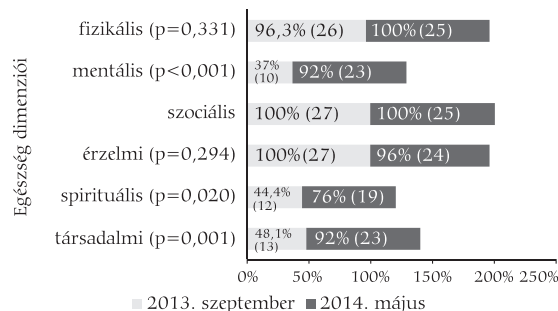 Egészség dimenziói
fizikális (p=0,331) 96,3% (26) 100% (25)
mentális (p<0,001) 37% (10) 92% (23)
szociális 100% (27) 100% (25)
érzelmi (p=0,294) 100% (27) 96% (24)
spirituális (p=0,020) 44,4% (12) 76% (19)
társadalmi (p=0,001) 48,1% (13) 92% (23)
0% 50% 100% 150% 200% 250%
2013. szeptember 2014. május